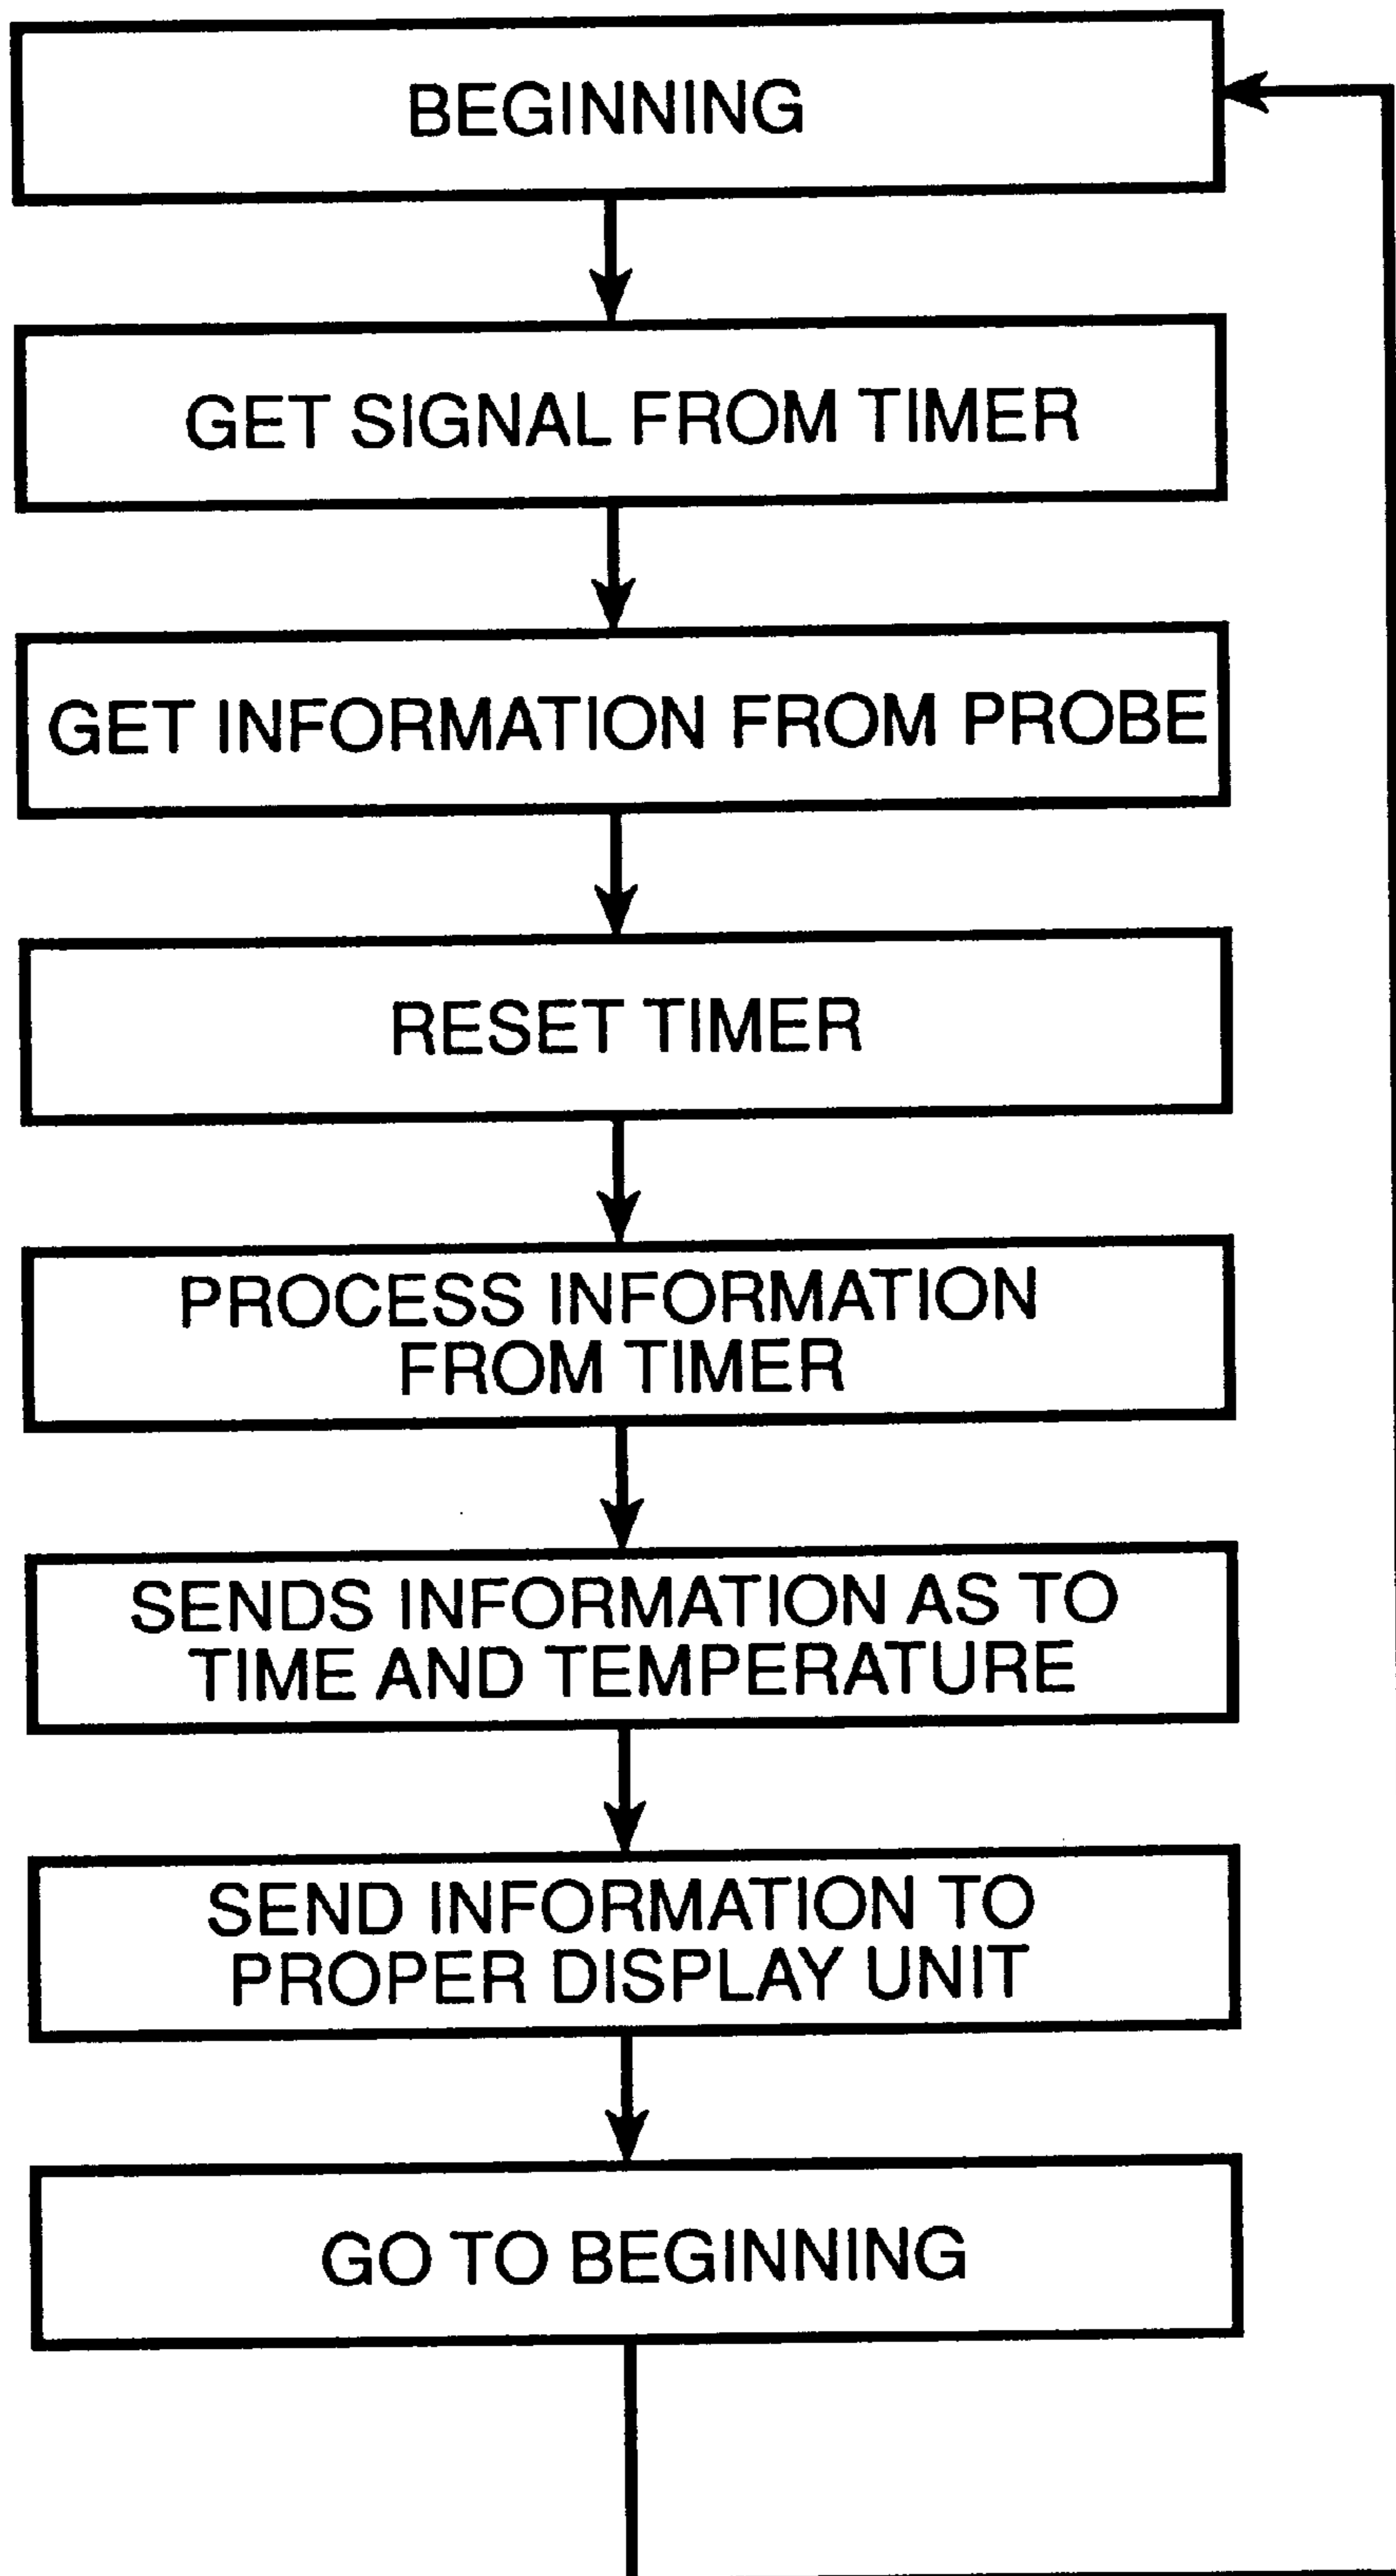 BEGINNING
GET SIGNAL FROM TIMER
GET INFORMATION FROM PROBE
RESET TIMER
PROCESS INFORMATION
FROM TIMER
SENDS INFORMATION AS TO
TIME AND TEMPERATURE
SEND INFORMATION TO
PROPER DISPLAY UNIT
GO TO BEGINNING